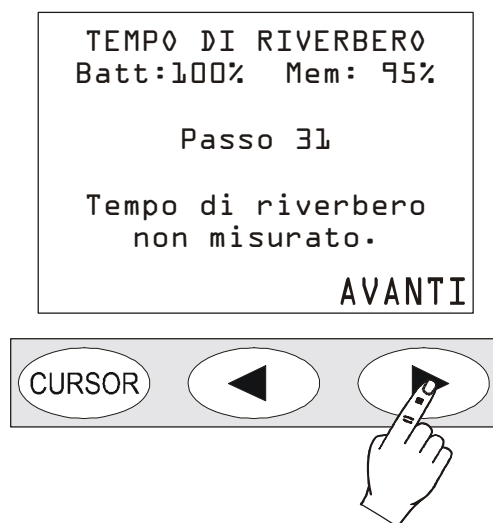 TEMPO DI RIVERBERO
Batt:100% Mem: 95%
Passo 31
Tempo di riverbero
non misurato.
AVANTI
CURSOR